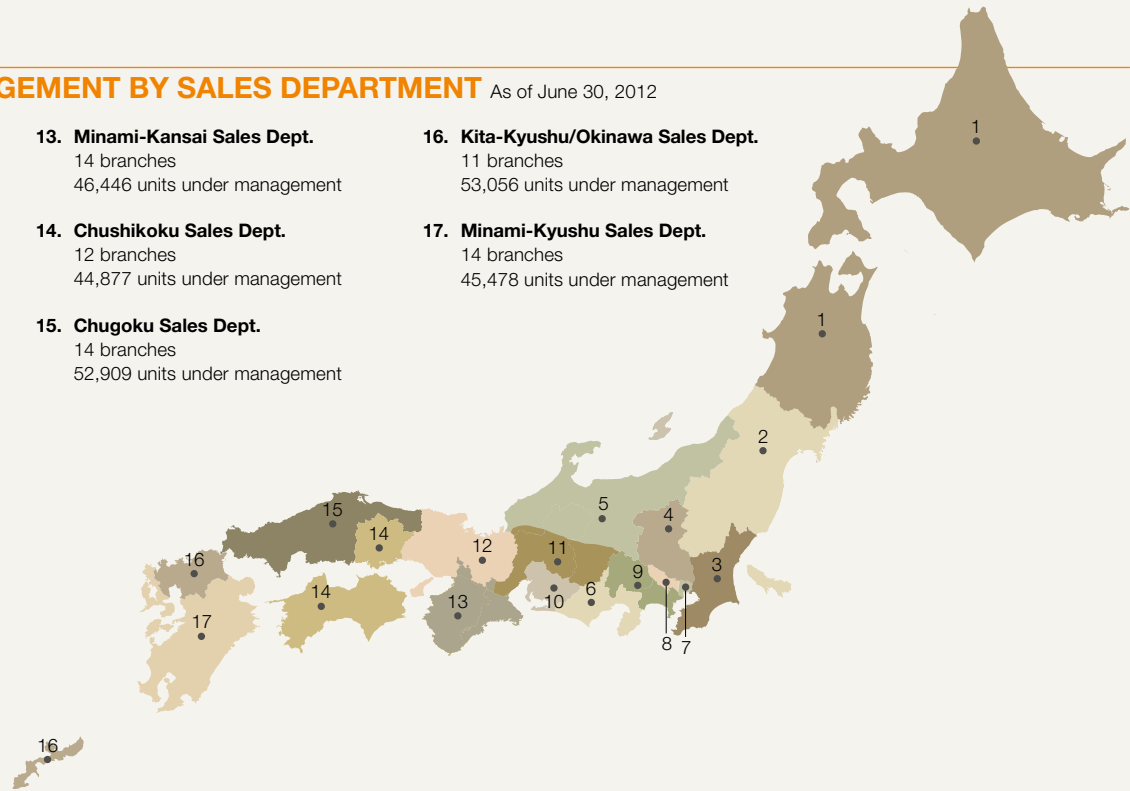 GEMENT BY SALES DEPARTMENT As of June 30, 2012
13. Minami-Kansai Sales Dept.
14 branches
46,446 units under management
14. Chushikoku Sales Dept.
12 branches
44,877 units under management
15. Chugoku Sales Dept.
14 branches
52,909 units under management
16. Kita-Kyushu/Okinawa Sales Dept.
11 branches
53,056 units under management
17. Minami-Kyushu Sales Dept.
14 branches
45,478 units under management
1
1
2
5
4
15
14
12
11
3
16
9
14
13
10
6
17
8
7
16